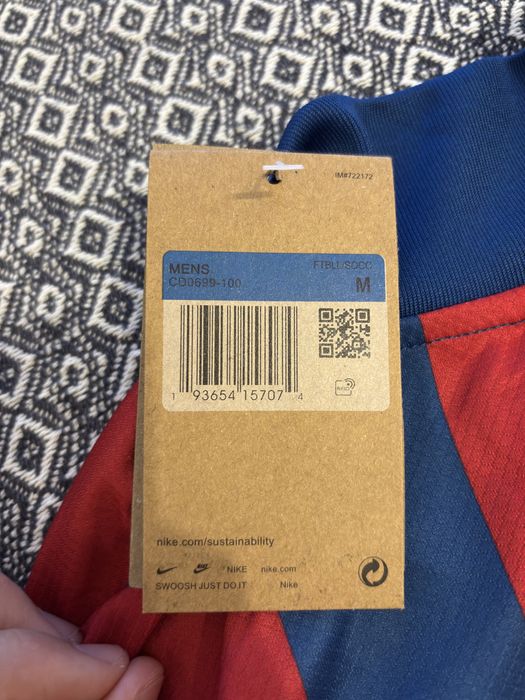 IM#722172
MENS FTBLL/SOCC
CD0699-100 M
1 93654 15707 4
nike.com/sustainability
NIKE nike.com
SWOOSH JUST DO IT Nike